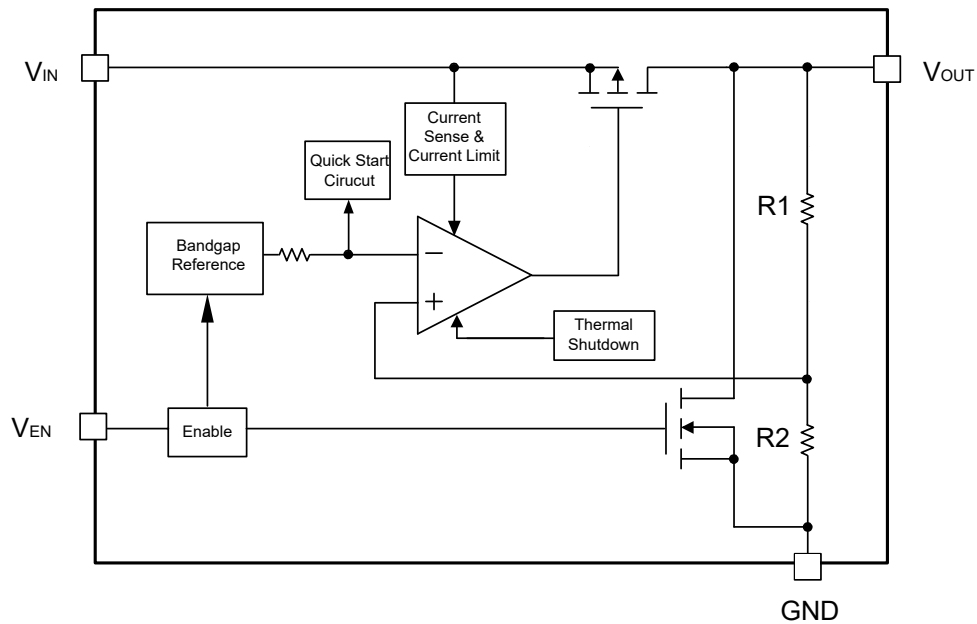 VIN
VOUT
Current
Sense &
Current Limit
Quick Start
Cirucut
R1
Bandgap
Reference
−
+
Thermal
Shutdown
VEN
Enable
R2
GND